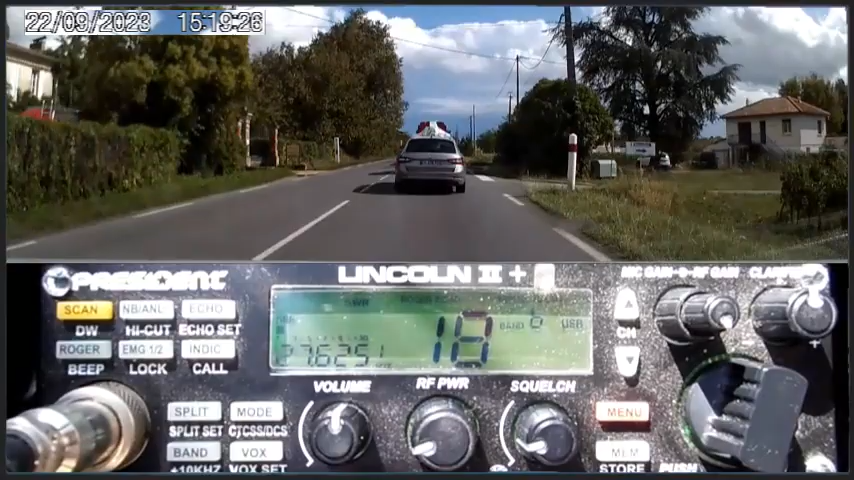 22/09/2023 15:19:26
PRESIDENT LINCOLN II + MIC GAIN-⊙-RF GAIN CLARIFIER
SCAN NB/ANL ECHO
DW HI-CUT ECHO SET
ROGER EMG 1/2 INDIC
BEEP LOCK CALL
27.6251 18 BAND USB
CH
VOLUME RF PWR SQUELCH
SPLIT MODE MENU
SPLIT SET CTCSS/DCS
BAND VOX MEM
+10KHZ VOX SET STORE PUSH